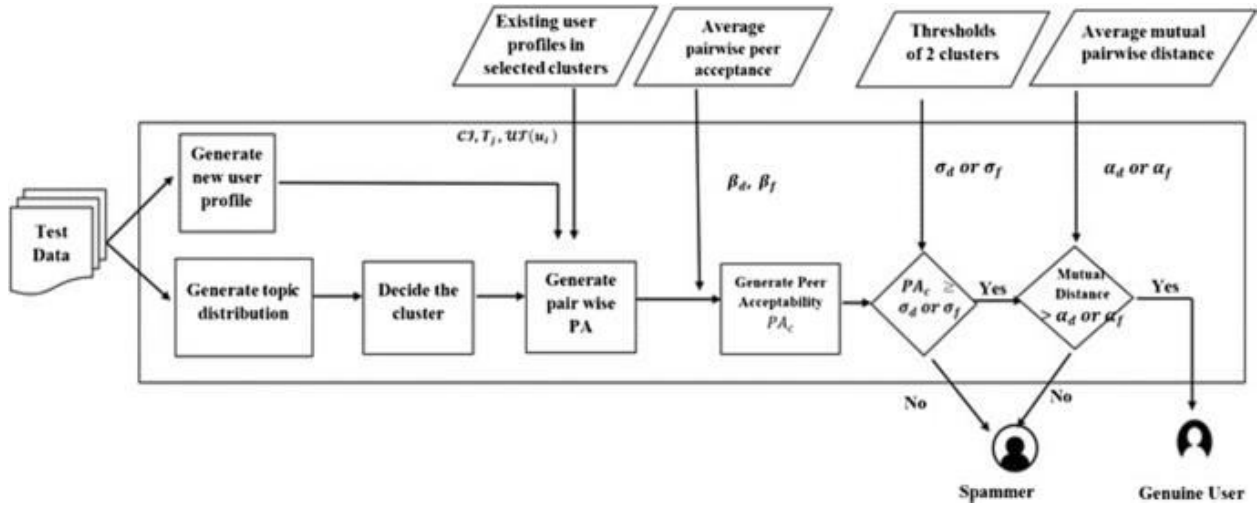 Existing user
profiles in
selected clusters
Average
pairwise peer
acceptance
Thresholds
of 2 clusters
Average mutual
pairwise distance
𝒞ℐ, T_j, 𝒰𝒯(u_i)
Generate
new user
profile
β_d, β_f
σ_d or σ_f
α_d or α_f
Test
Data
Generate topic
distribution
Decide the
cluster
Generate
pair wise
PA
Generate Peer
Acceptability
PA_c
PA_c ≥
σ_d or σ_f
Yes
Mutual
Distance
> α_d or α_f
Yes
No
No
Spammer
Genuine User